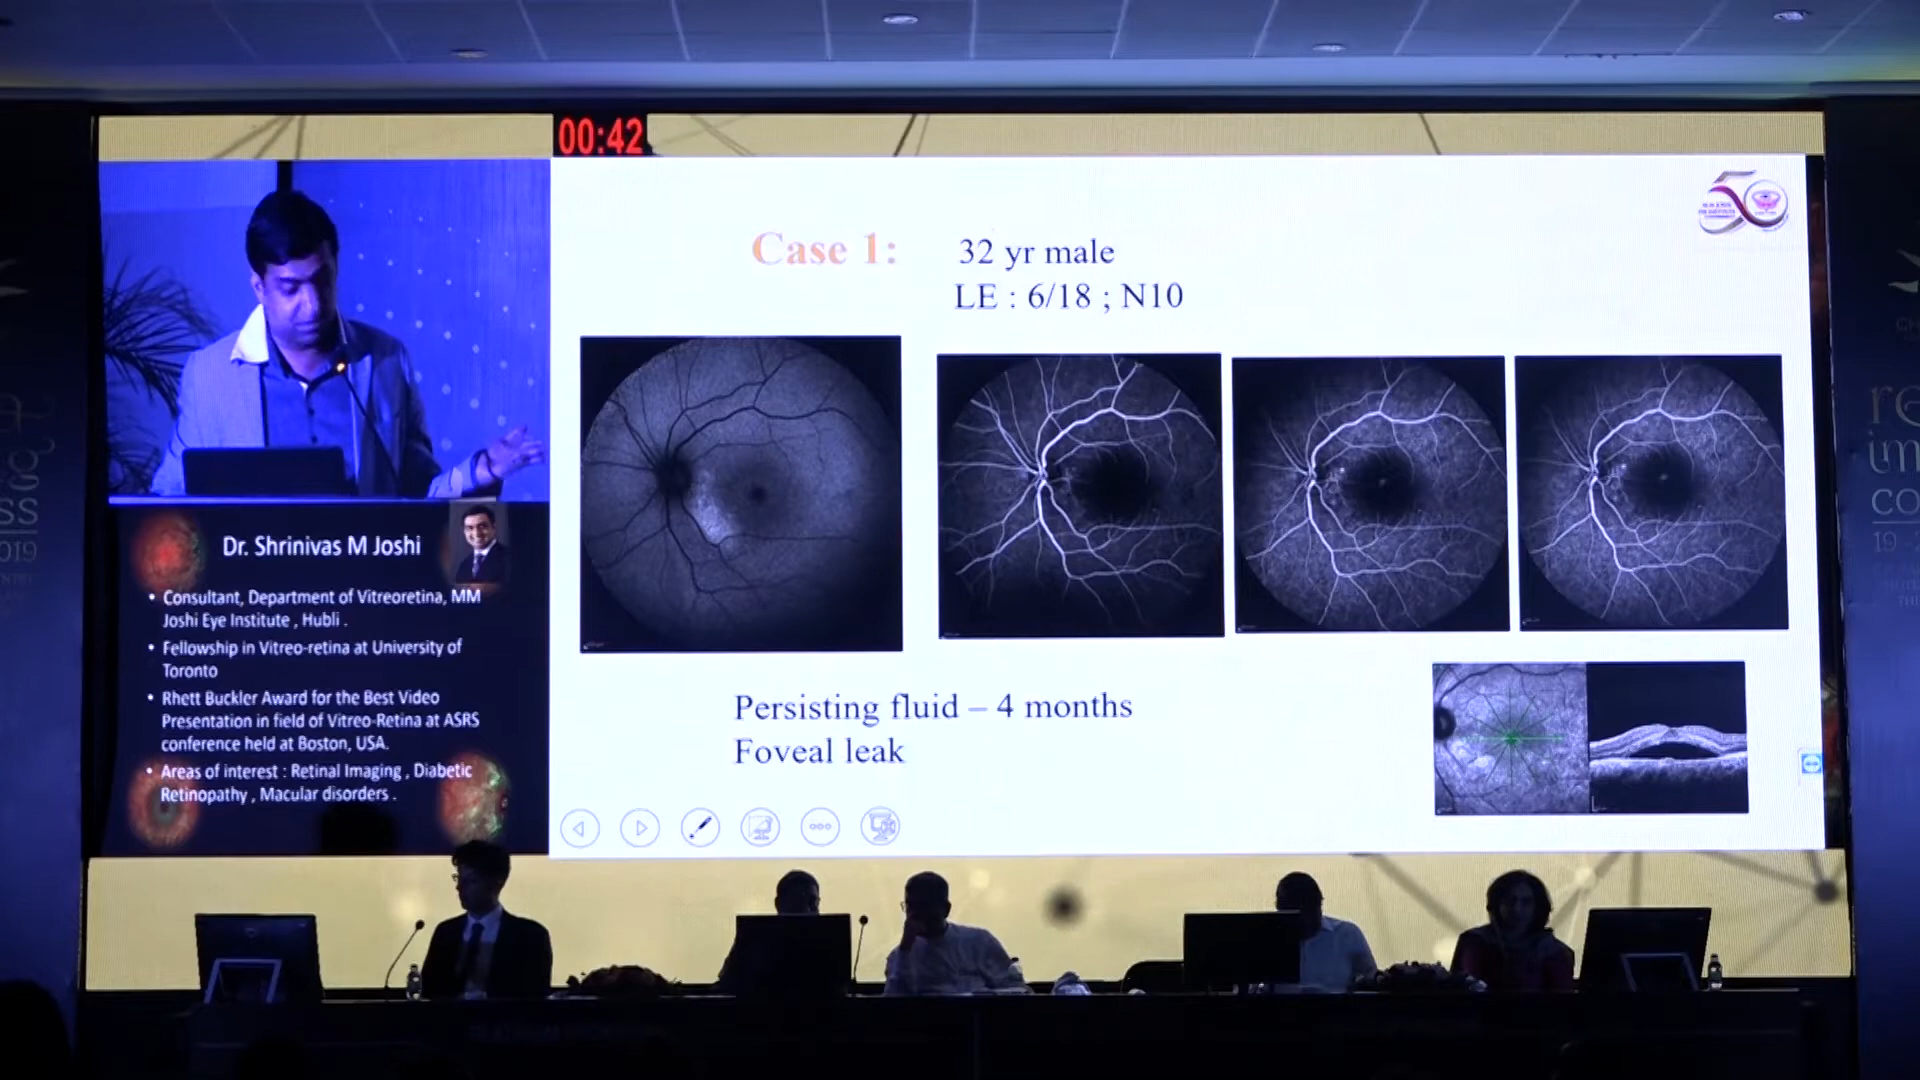 00:42
Case 1:
32 yr male
LE : 6/18 ; N10
Persisting fluid – 4 months
Foveal leak
50
Dr. Shrinivas M Joshi
• Consultant, Department of Vitreoretina, MM
Joshi Eye Institute , Hubli .
• Fellowship in Vitreo-retina at University of
Toronto
• Rhett Buckler Award for the Best Video
Presentation in field of Vitreo-Retina at ASRS
conference held at Boston, USA.
• Areas of interest : Retinal Imaging , Diabetic
Retinopathy , Macular disorders .